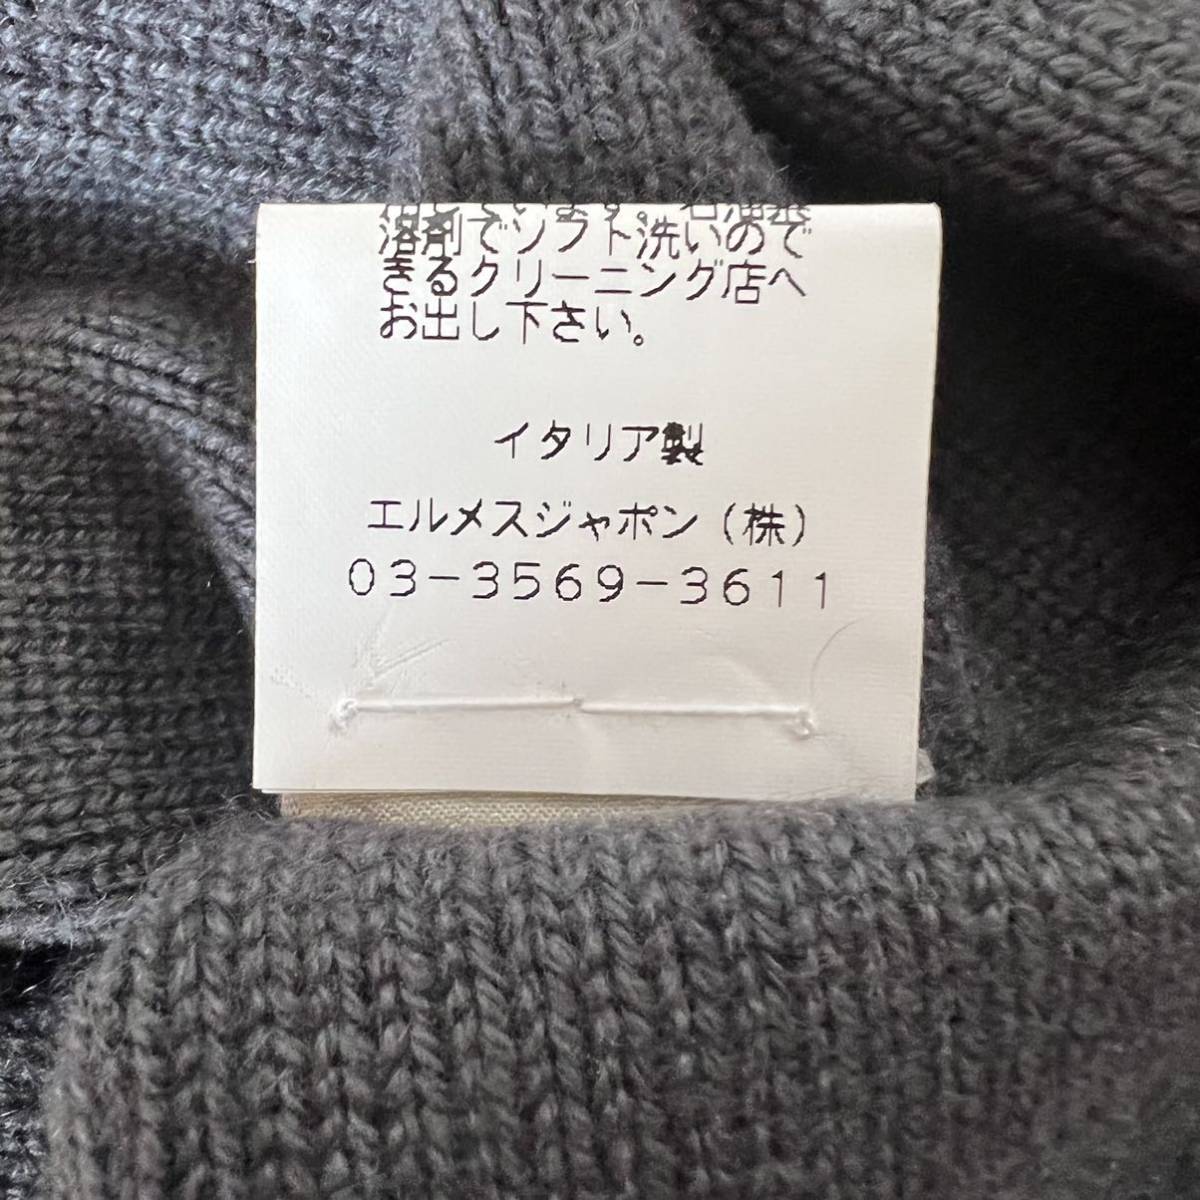 溶剤でソフト洗いので
きるクリーニング店へ
お出し下さい。
イタリア製
エルメスジャポン（株）
03-3569-3611